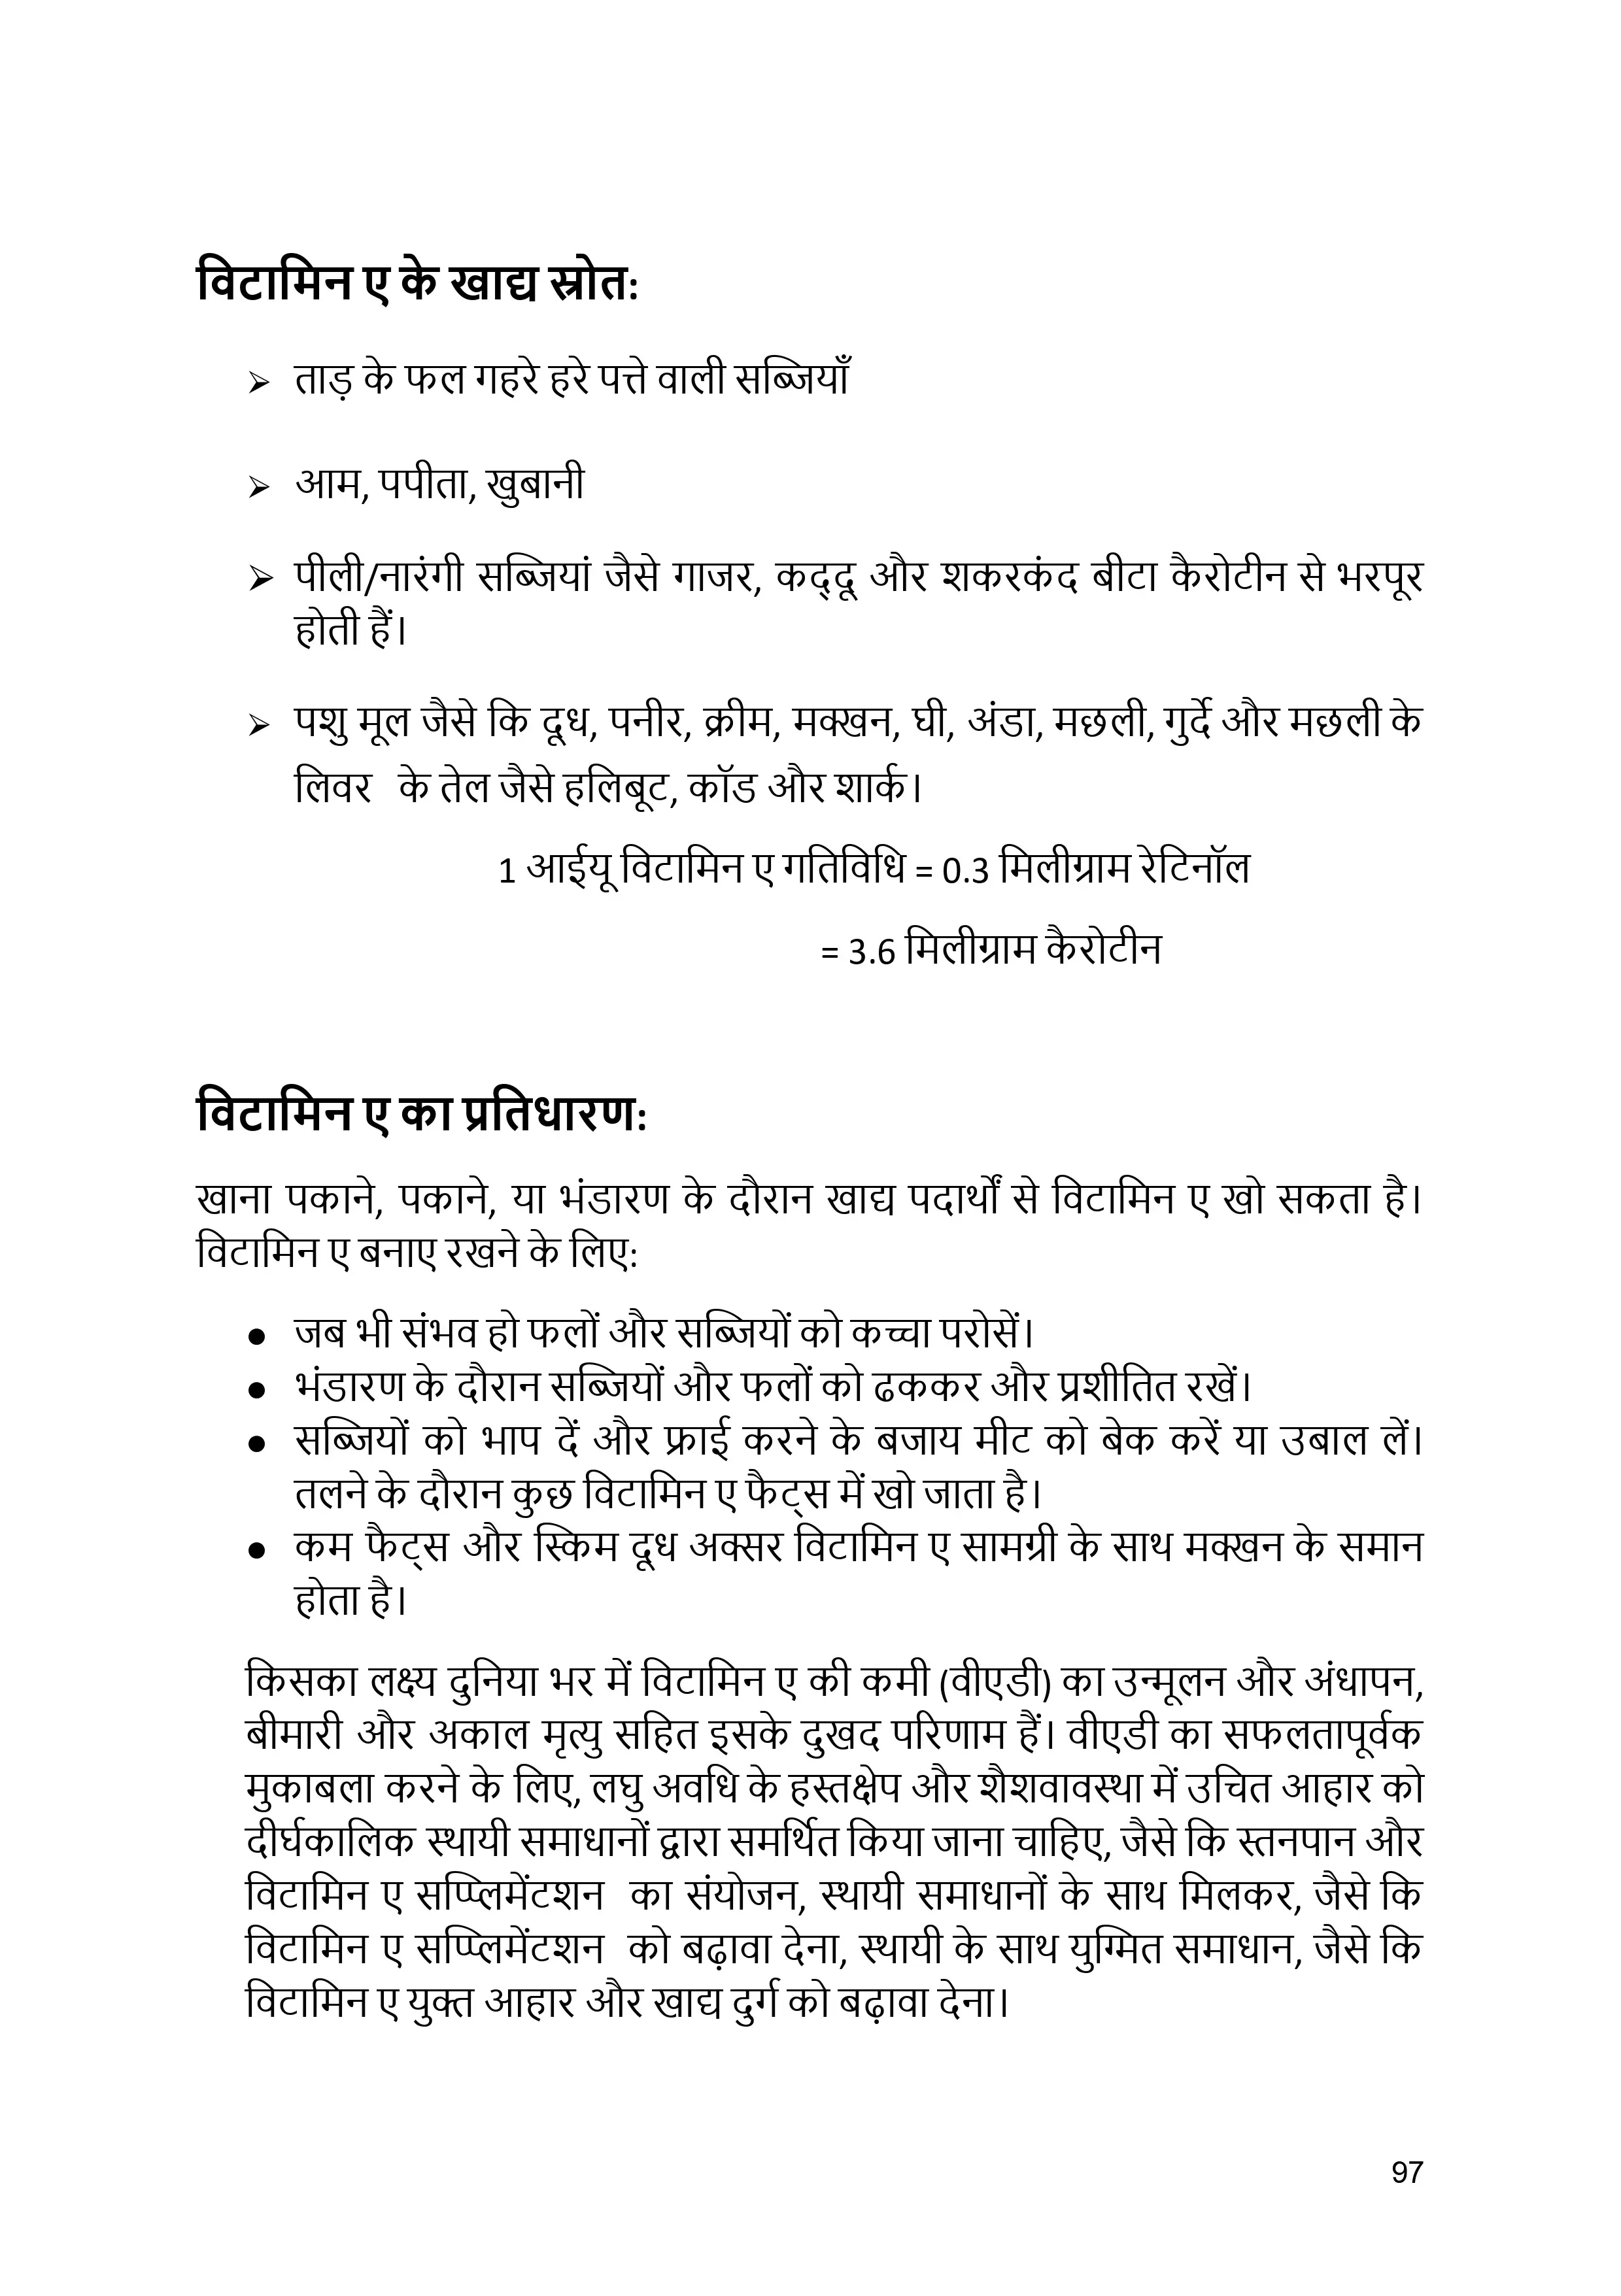 विटामिन ए के खाद्य स्रोत:
➢ ताड़ के फल गहरे हरे पत्ते वाली सब्जियाँ
➢ आम, पपीता, खुबानी
➢ पीली/नारंगी सब्जियां जैसे गाजर, कद्दू और शकरकंद बीटा कैरोटीन से भरपूर
होती हैं।
➢ पशु मूल जैसे कि दूध, पनीर, क्रीम, मक्खन, घी, अंडा, मछली, गुर्दे और मछली के
लिवर के तेल जैसे हलिबूट, कॉड और शार्क।
1 आईयू विटामिन ए गतिविधि = 0.3 मिलीग्राम रेटिनॉल
= 3.6 मिलीग्राम कैरोटीन
विटामिन ए का प्रतिधारण:
खाना पकाने, पकाने, या भंडारण के दौरान खाद्य पदार्थों से विटामिन ए खो सकता है।
विटामिन ए बनाए रखने के लिए:
● जब भी संभव हो फलों और सब्जियों को कच्चा परोसें।
● भंडारण के दौरान सब्जियों और फलों को ढककर और प्रशीतित रखें।
● सब्जियों को भाप दें और फ्राई करने के बजाय मीट को बेक करें या उबाल लें।
तलने के दौरान कुछ विटामिन ए फैट्स में खो जाता है।
● कम फैट्स और स्किम दूध अक्सर विटामिन ए सामग्री के साथ मक्खन के समान
होता है।
किसका लक्ष्य दुनिया भर में विटामिन ए की कमी (वीएडी) का उन्मूलन और अंधापन,
बीमारी और अकाल मृत्यु सहित इसके दुखद परिणाम हैं। वीएडी का सफलतापूर्वक
मुकाबला करने के लिए, लघु अवधि के हस्तक्षेप और शैशवावस्था में उचित आहार को
दीर्घकालिक स्थायी समाधानों द्वारा समर्थित किया जाना चाहिए, जैसे कि स्तनपान और
विटामिन ए सप्प्लिमेंटशन का संयोजन, स्थायी समाधानों के साथ मिलकर, जैसे कि
विटामिन ए सप्प्लिमेंटशन को बढ़ावा देना, स्थायी के साथ युग्मित समाधान, जैसे कि
विटामिन ए युक्त आहार और खाद्य दुर्ग को बढ़ावा देना।
97